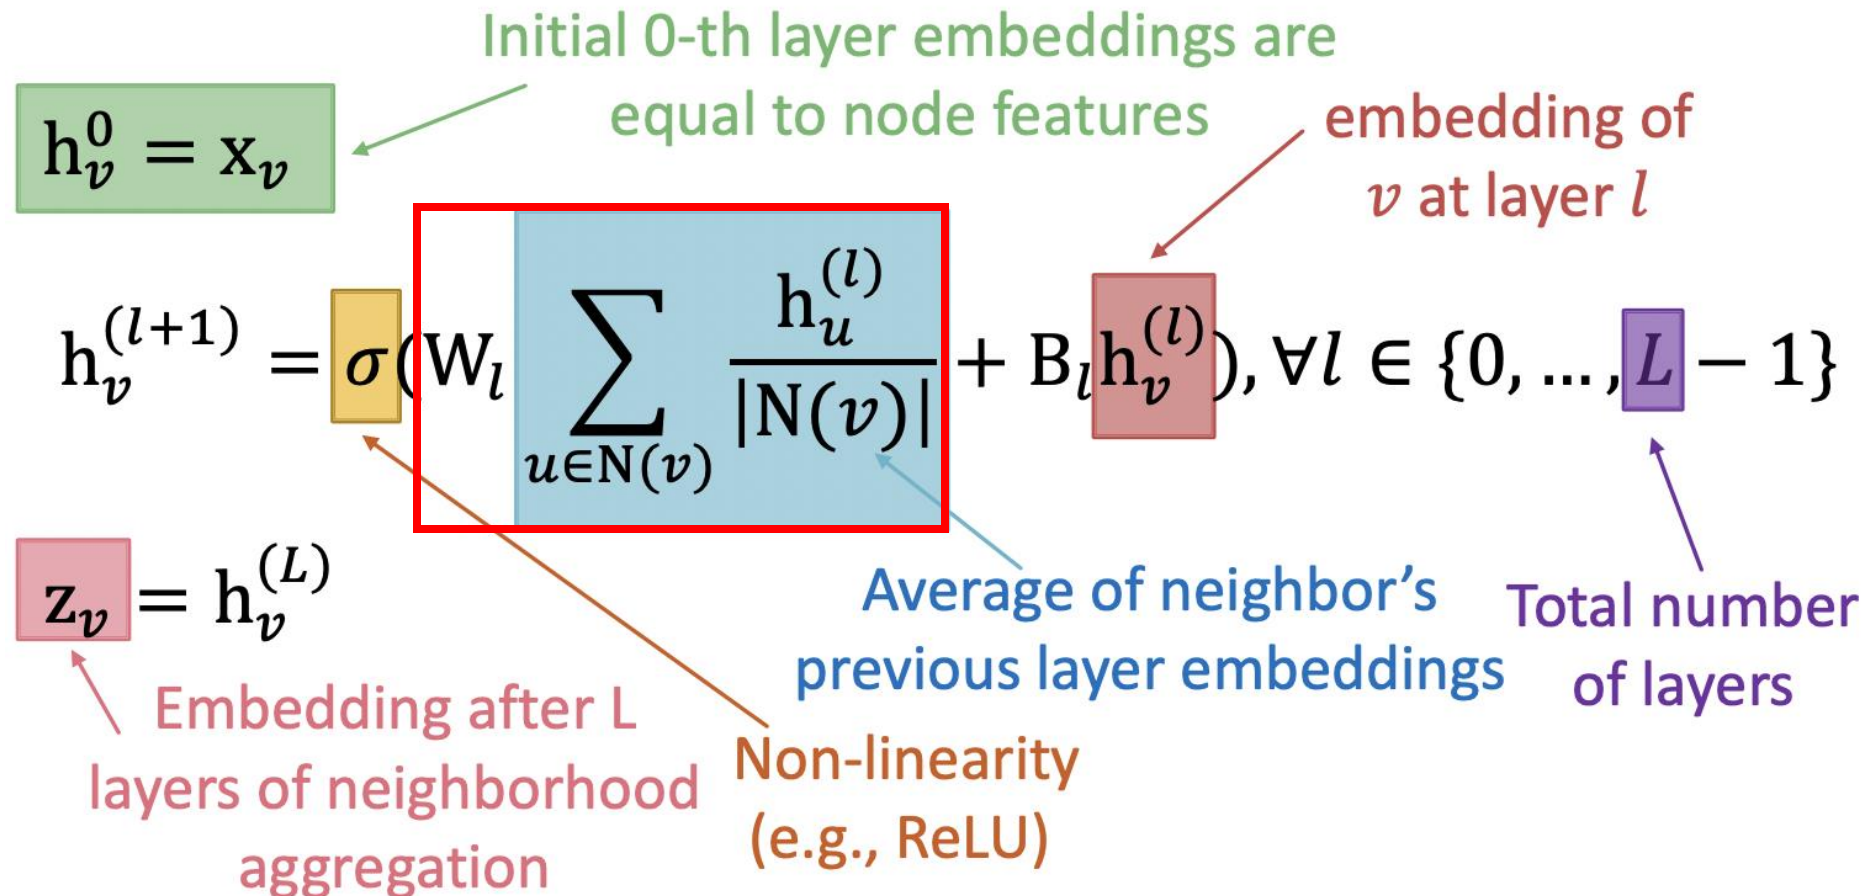 Initial 0-th layer embeddings are
equal to node features
h_v^0 = x_v
embedding of
v at layer l
h_v^{(l+1)} = σ(W_l ∑_{u∈N(v)} h_u^{(l)} / |N(v)| + B_l h_v^{(l)}), ∀l ∈ {0, …, L − 1}
z_v = h_v^{(L)}
Average of neighbor’s
previous layer embeddings
Total number
of layers
Embedding after L
layers of neighborhood
aggregation
Non-linearity
(e.g., ReLU)